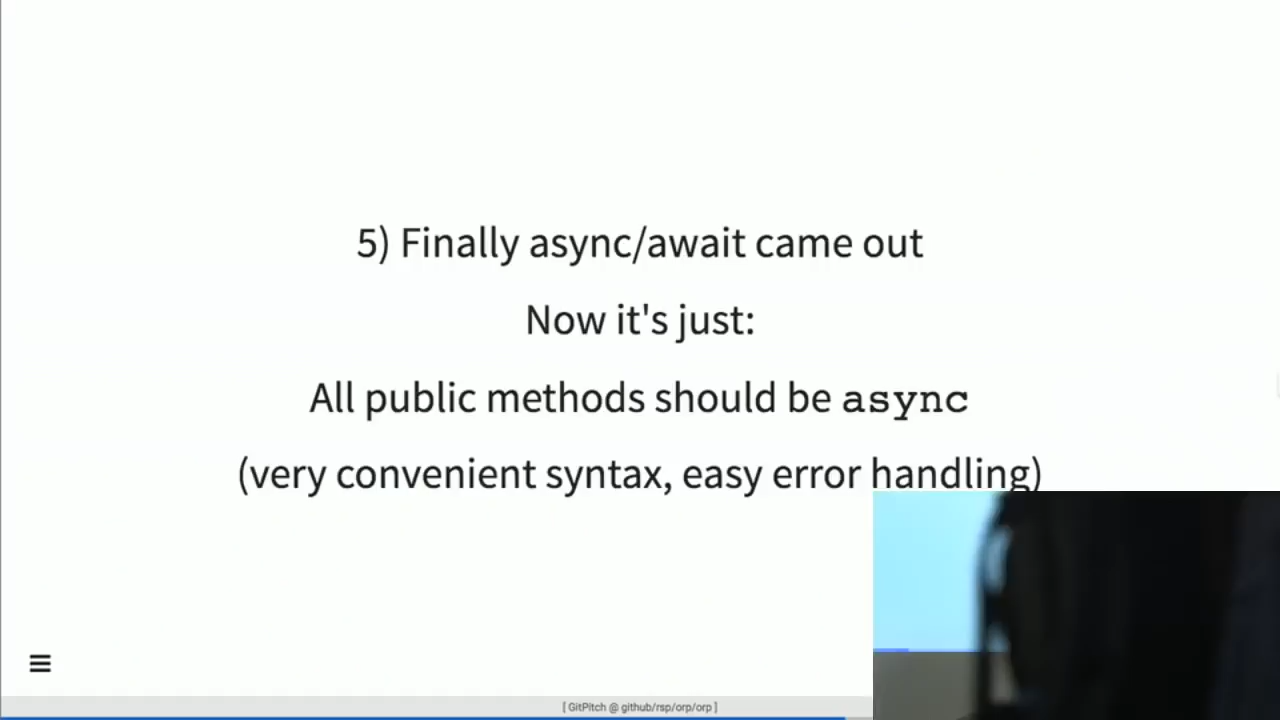 5) Finally async/await came out
Now it's just:
All public methods should be async
(very convenient syntax, easy error handling)
[ GitPitch @ github/rsp/orp/orp ]